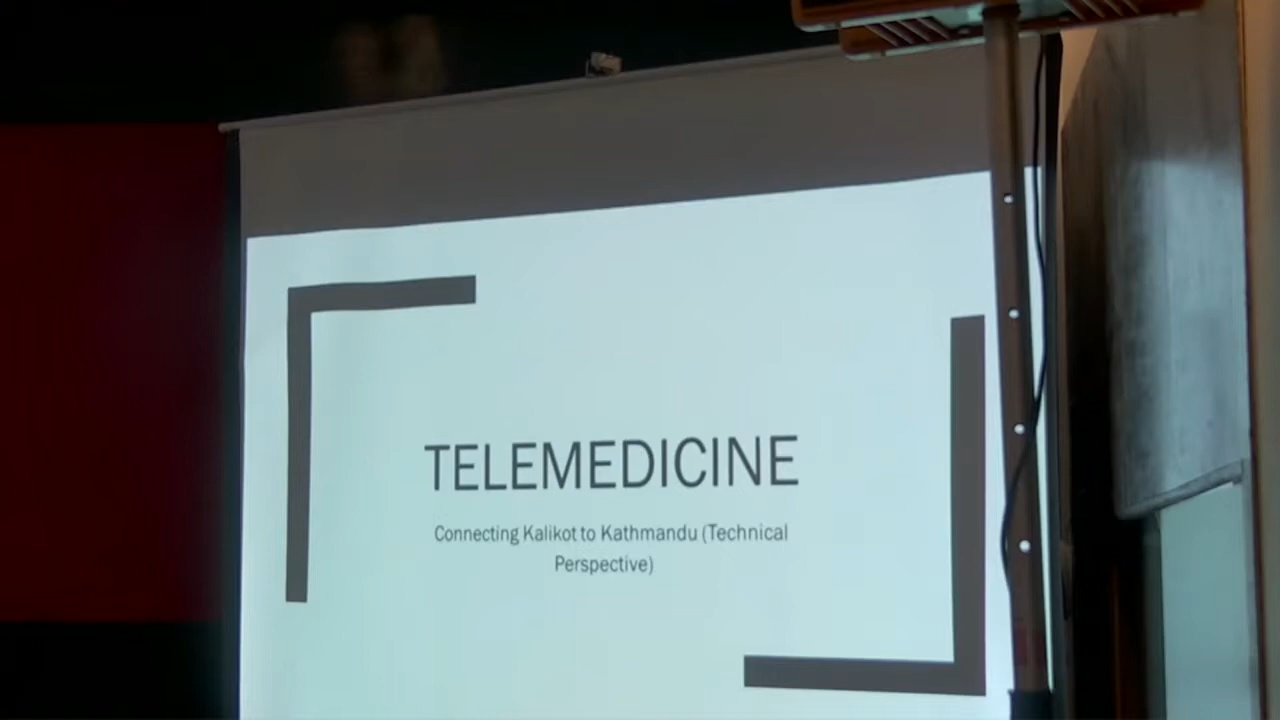 TELEMEDICINE
Connecting Kalikot to Kathmandu (Technical
Perspective)